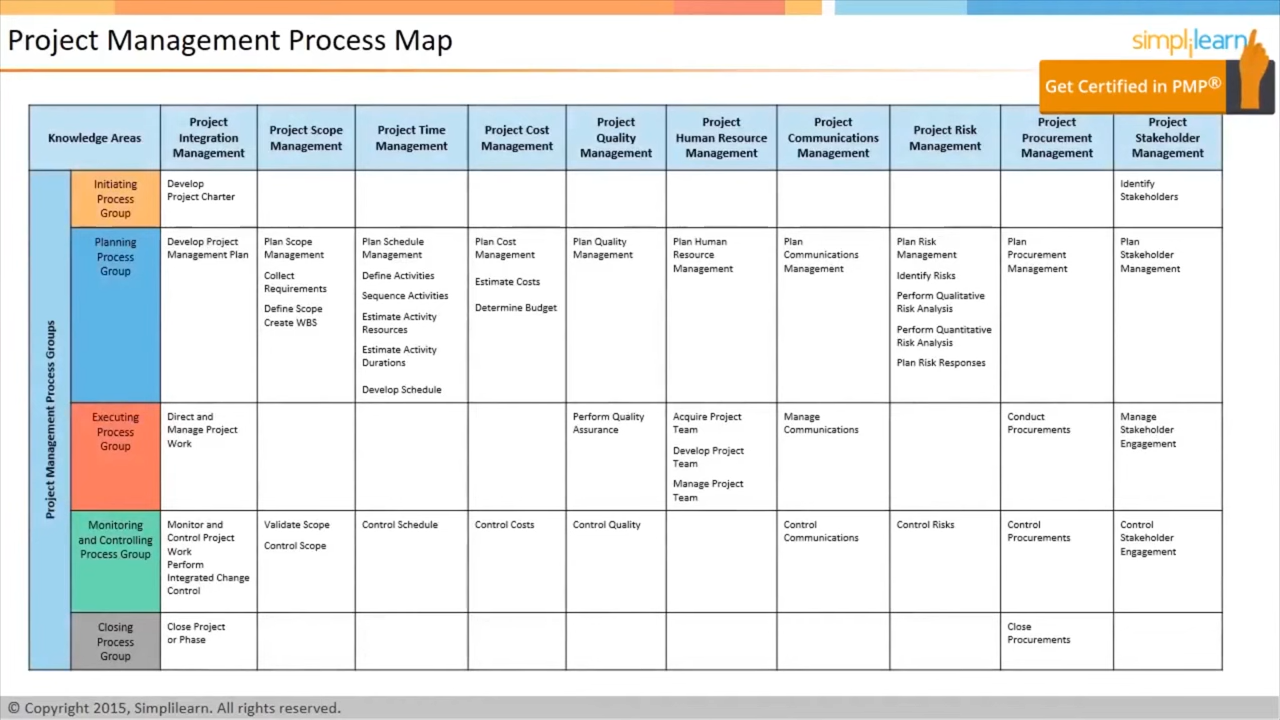 Project Management Process Map
simplilearn
Get Certified in PMP®
Knowledge Areas
Project
Integration
Management
Project Scope
Management
Project Time
Management
Project Cost
Management
Project
Quality
Management
Project
Human Resource
Management
Project
Communications
Management
Project Risk
Management
Project
Procurement
Management
Project
Stakeholder
Management
Project Management Process Groups
Initiating
Process
Group
Develop
Project Charter
Identify
Stakeholders
Planning
Process
Group
Develop Project
Management Plan
Plan Scope
Management
Collect
Requirements
Define Scope
Create WBS
Plan Schedule
Management
Define Activities
Sequence Activities
Estimate Activity
Resources
Estimate Activity
Durations
Develop Schedule
Plan Cost
Management
Estimate Costs
Determine Budget
Plan Quality
Management
Plan Human
Resource
Management
Plan
Communications
Management
Plan Risk
Management
Identify Risks
Perform Qualitative
Risk Analysis
Perform Quantitative
Risk Analysis
Plan Risk Responses
Plan
Procurement
Management
Plan
Stakeholder
Management
Executing
Process
Group
Direct and
Manage Project
Work
Perform Quality
Assurance
Acquire Project
Team
Develop Project
Team
Manage Project
Team
Manage
Communications
Conduct
Procurements
Manage
Stakeholder
Engagement
Monitoring
and Controlling
Process Group
Monitor and
Control Project
Work
Perform
Integrated Change
Control
Validate Scope
Control Scope
Control Schedule
Control Costs
Control Quality
Control
Communications
Control Risks
Control
Procurements
Control
Stakeholder
Engagement
Closing
Process
Group
Close Project
or Phase
Close
Procurements
© Copyright 2015, Simplilearn. All rights reserved.